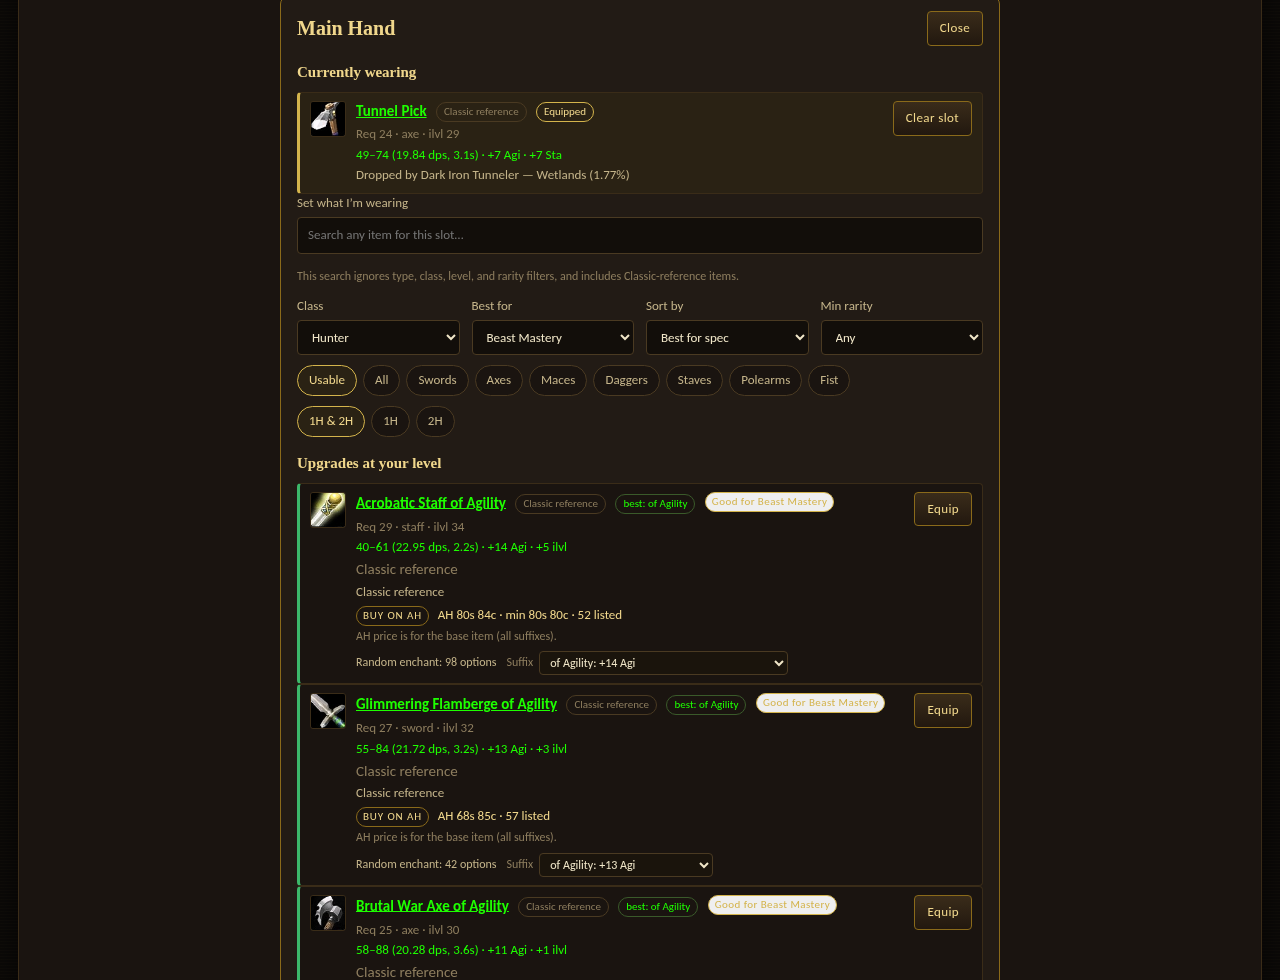 Main Hand
Close
Currently wearing
Tunnel Pick Classic reference Equipped
Clear slot
Req 24 · axe · ilvl 29
49–74 (19.84 dps, 3.1s) · +7 Agi · +7 Sta
Dropped by Dark Iron Tunneler — Wetlands (1.77%)
Set what I'm wearing
Search any item for this slot...
This search ignores type, class, level, and rarity filters, and includes Classic-reference items.
Class Best for Sort by Min rarity
Hunter Beast Mastery Best for spec Any
Usable All Swords Axes Maces Daggers Staves Polearms Fist
1H & 2H 1H 2H
Upgrades at your level
Acrobatic Staff of Agility Classic reference best: of Agility Good for Beast Mastery
Equip
Req 29 · staff · ilvl 34
40–61 (22.95 dps, 2.2s) · +14 Agi · +5 ilvl
Classic reference
Classic reference
BUY ON AH AH 80s 84c · min 80s 80c · 52 listed
AH price is for the base item (all suffixes).
Random enchant: 98 options Suffix of Agility: +14 Agi
Glimmering Flamberge of Agility Classic reference best: of Agility Good for Beast Mastery
Equip
Req 27 · sword · ilvl 32
55–84 (21.72 dps, 3.2s) · +13 Agi · +3 ilvl
Classic reference
Classic reference
BUY ON AH AH 68s 85c · 57 listed
AH price is for the base item (all suffixes).
Random enchant: 42 options Suffix of Agility: +13 Agi
Brutal War Axe of Agility Classic reference best: of Agility Good for Beast Mastery
Equip
Req 25 · axe · ilvl 30
58–88 (20.28 dps, 3.6s) · +11 Agi · +1 ilvl
Classic reference